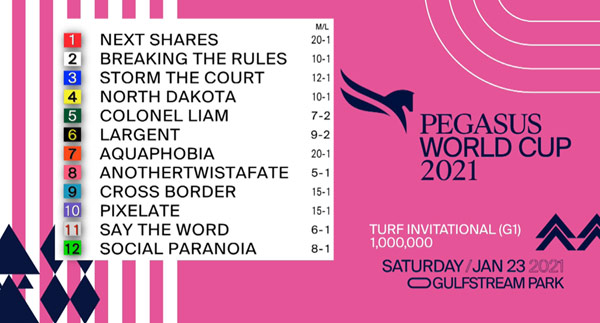 M/L
1 NEXT SHARES 20-1
2 BREAKING THE RULES 10-1
3 STORM THE COURT 12-1
4 NORTH DAKOTA 10-1
5 COLONEL LIAM 7-2
6 LARGENT 9-2
7 AQUAPHOBIA 20-1
8 ANOTHERTWISTAFATE 5-1
9 CROSS BORDER 15-1
10 PIXELATE 15-1
11 SAY THE WORD 6-1
12 SOCIAL PARANOIA 8-1
PEGASUS
WORLD CUP
2021
TURF INVITATIONAL (G1)
1,000,000
SATURDAY/JAN 23 2021
GULFSTREAM PARK